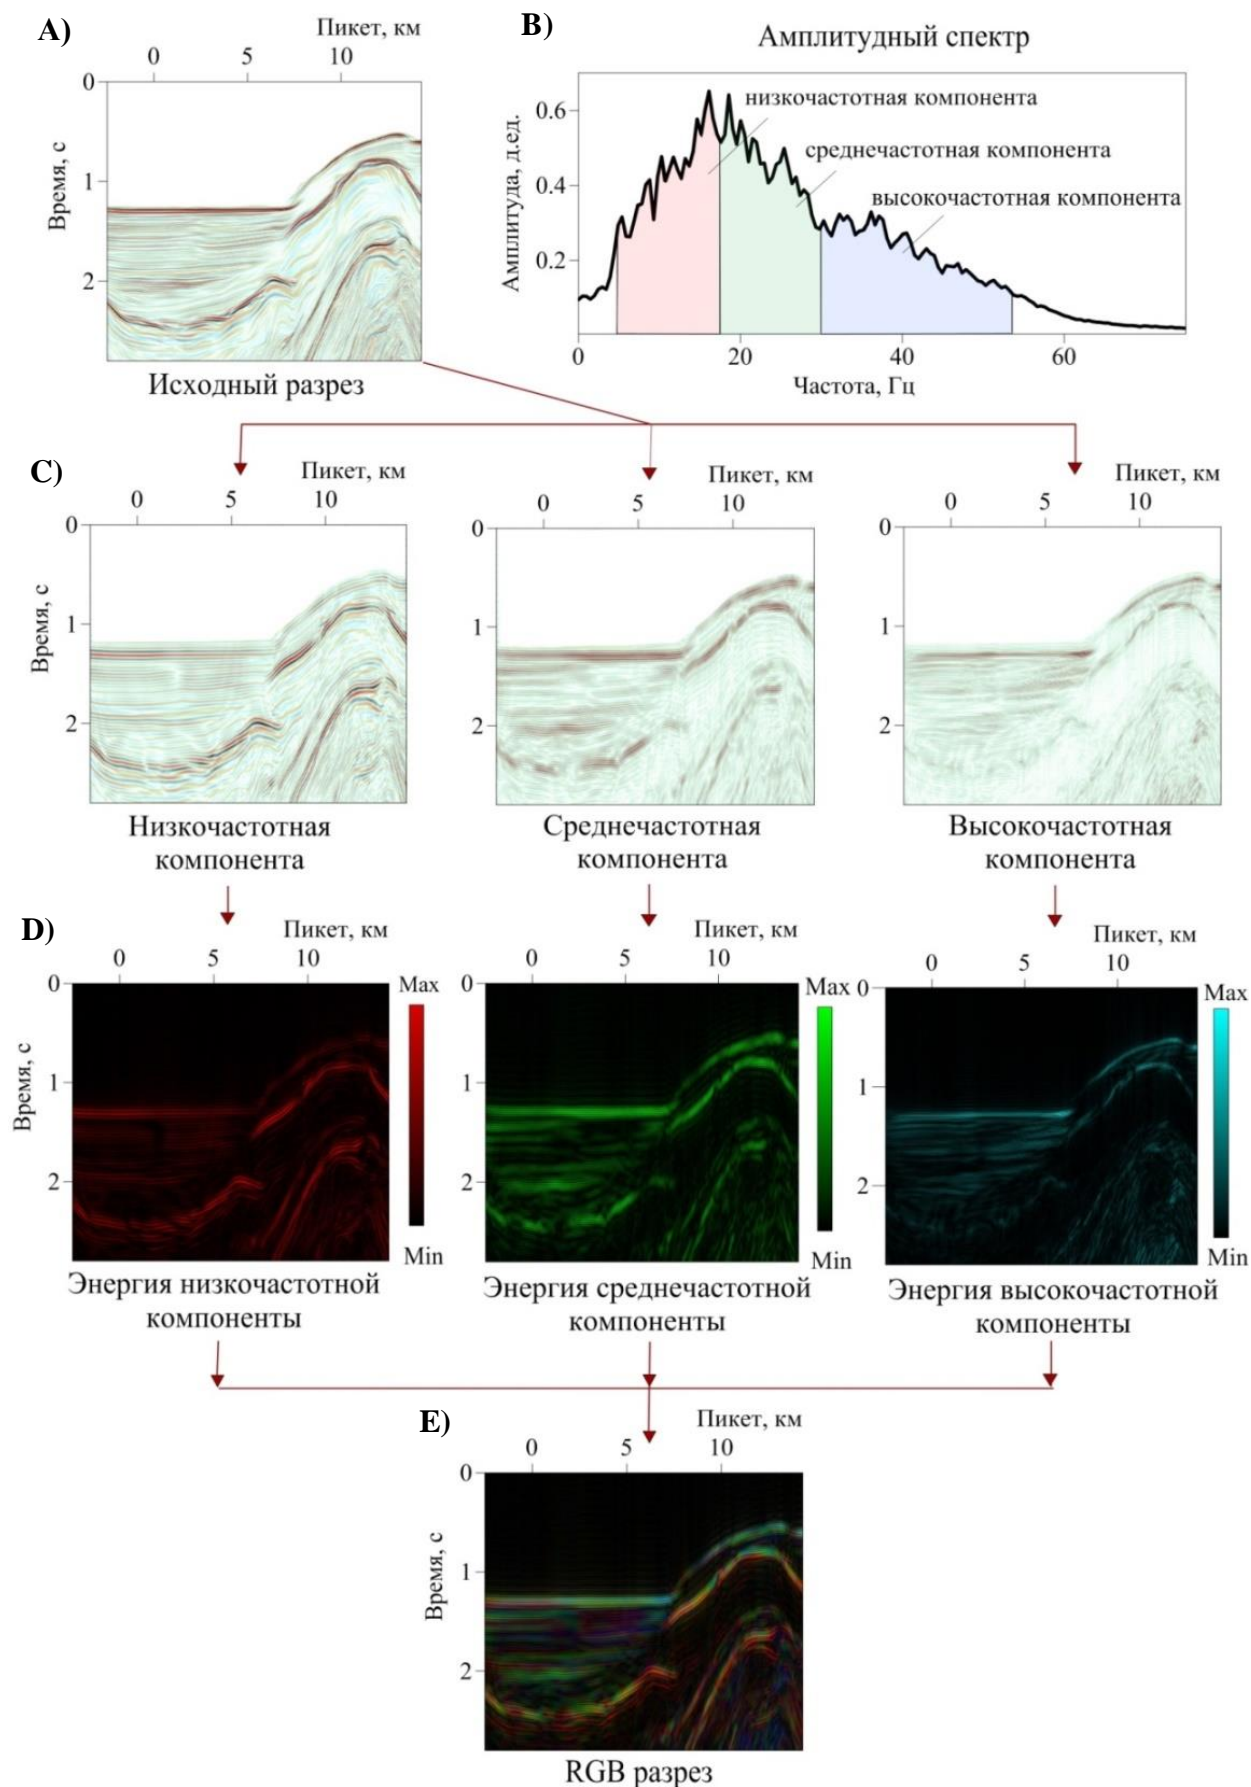 A)
Пикет, км
0 5 10
0
1
2
Время, с
Исходный разрез
B)
Амплитудный спектр
низкочастотная компонента
среднечастотная компонента
высокочастотная компонента
Амплитуда, д.ед.
0.6
0.4
0.2
0 20 40 60
Частота, Гц
C)
Пикет, км
0 5 10
0
1
2
Время, с
Низкочастотная
компонента
Пикет, км
0 5 10
0
1
2
Среднечастотная
компонента
Пикет, км
0 5 10
0
1
2
Высокочастотная
компонента
D)
Пикет, км
0 5 10
0
1
2
Время, с
Max
Min
Энергия низкочастотной
компоненты
Пикет, км
0 5 10
0
1
2
Max
Min
Энергия среднечастотной
компоненты
Пикет, км
0 5 10
0
1
2
Max
Min
Энергия высокочастотной
компоненты
E)
Пикет, км
0 5 10
0
1
2
Время, с
RGB разрез